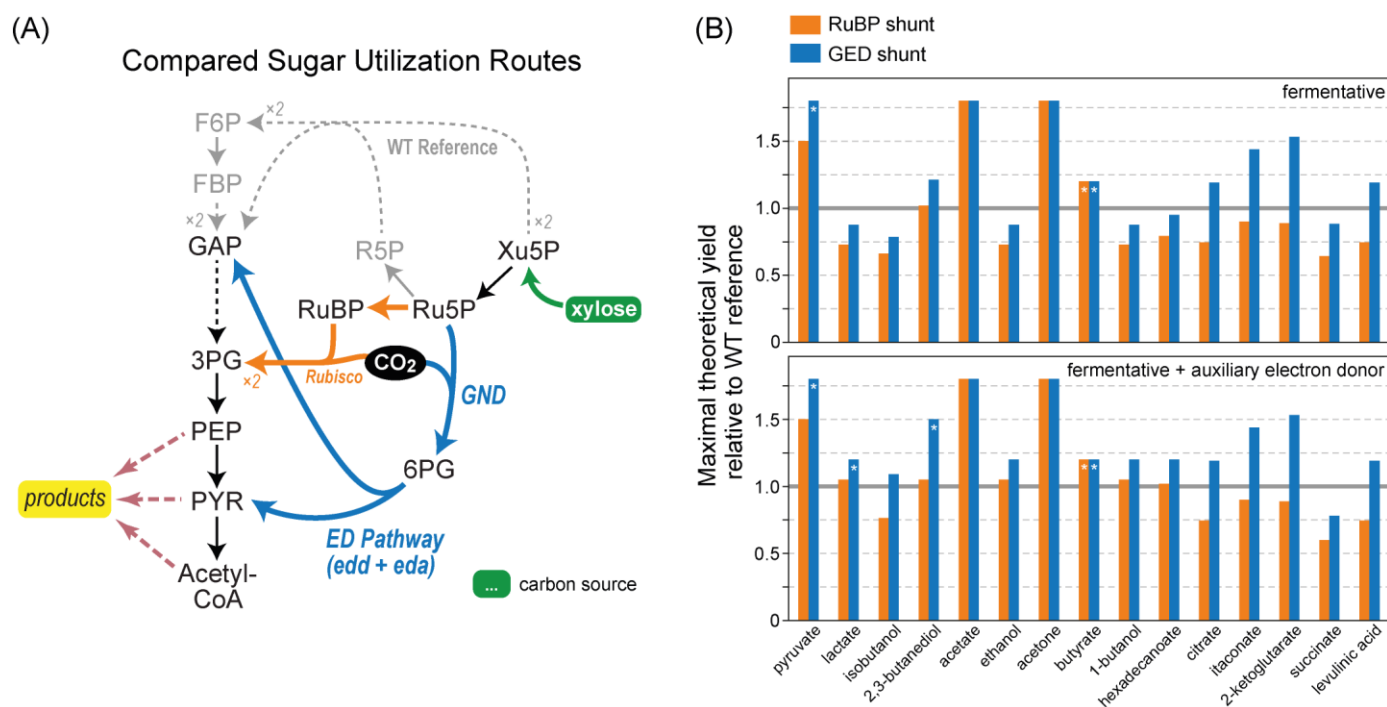 (A)
Compared Sugar Utilization Routes
×2
F6P
WT Reference
FBP
×2
×2
GAP
R5P
Xu5P
RuBP
Ru5P
xylose
3PG
×2
Rubisco
CO2
GND
PEP
6PG
products
PYR
ED Pathway
(edd + eda)
Acetyl-
CoA
... carbon source
(B)
RuBP shunt
GED shunt
Maximal theoretical yield
relative to WT reference
fermentative
1.5
1.0
0.5
0
*
* *
fermentative + auxiliary electron donor
1.5
1.0
0.5
0
*
*
*
* *
pyruvate
lactate
isobutanol
2,3-butanediol
acetate
ethanol
acetone
butyrate
1-butanol
hexadecanoate
citrate
itaconate
2-ketoglutarate
succinate
levulinic acid